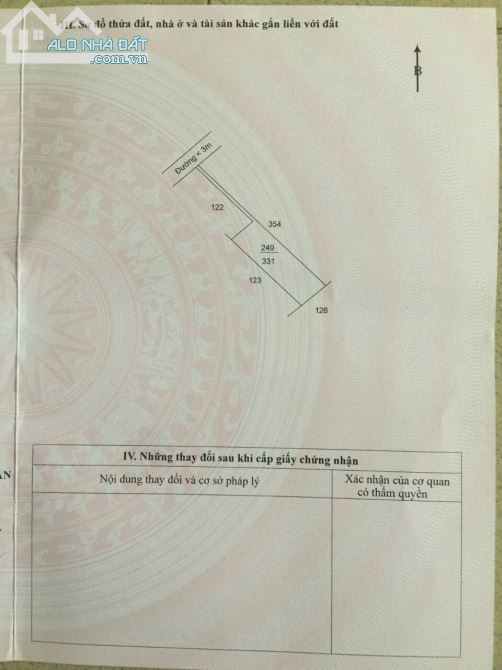 III. Sơ đồ thửa đất, nhà ở và tài sản khác gắn liền với đất
ALO NHÀ ĐẤT
.com.vn
B
Đường < 3m
122
354
249
331
123
126
IV. Những thay đổi sau khi cấp giấy chứng nhận
Nội dung thay đổi và cơ sở pháp lý
Xác nhận của cơ quan
có thẩm quyền